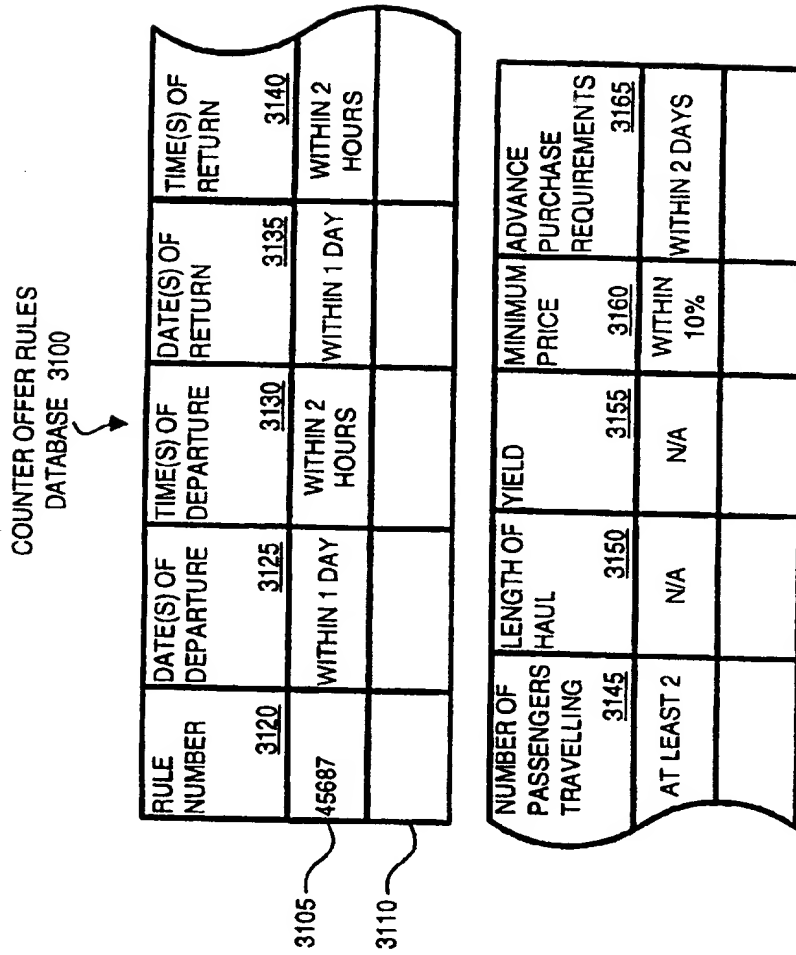 COUNTER OFFER RULES
DATABASE 3100
RULE
NUMBER
3120
DATE(S) OF
DEPARTURE
3125
TIME(S) OF
DEPARTURE
3130
DATE(S) OF
RETURN
3135
TIME(S) OF
RETURN
3140
3105
45687
WITHIN 1 DAY
WITHIN 2
HOURS
WITHIN 1 DAY
WITHIN 2
HOURS
3110
NUMBER OF
PASSENGERS
TRAVELLING
3145
LENGTH OF
HAUL
3150
YIELD
3155
MINIMUM
PRICE
3160
ADVANCE
PURCHASE
REQUIREMENTS
3165
AT LEAST 2
N/A
N/A
WITHIN
10%
WITHIN 2 DAYS